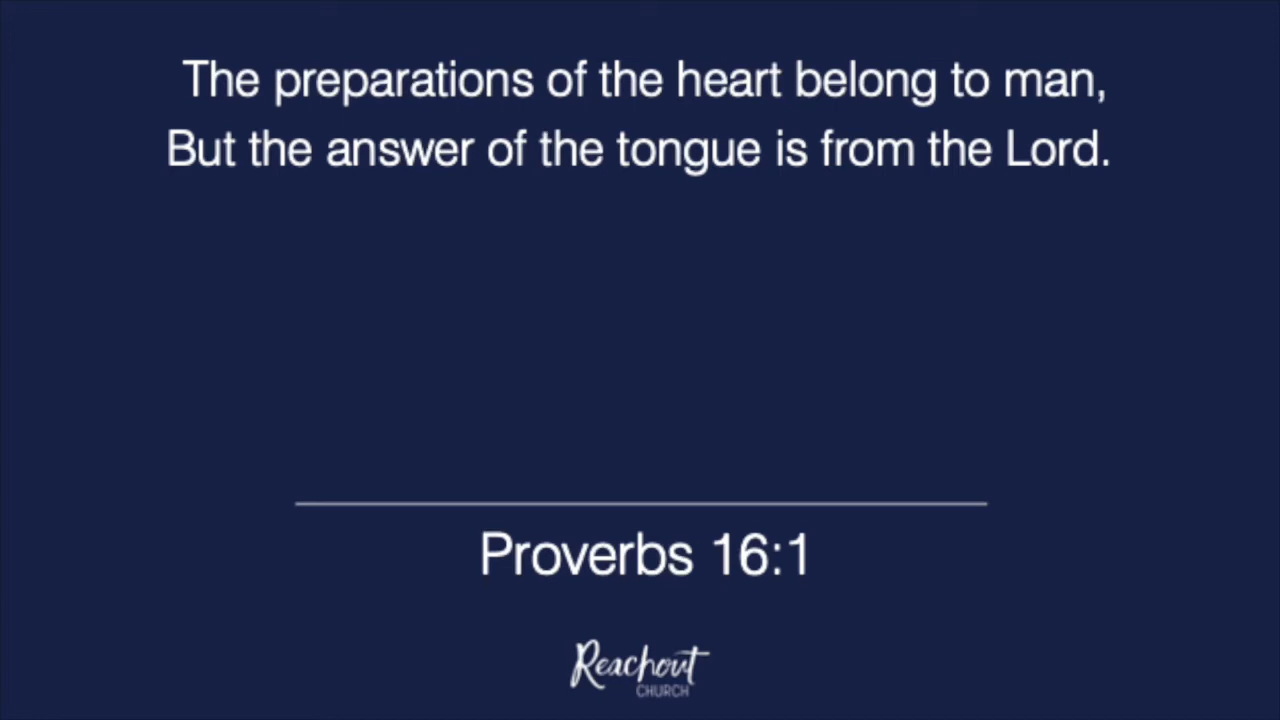 The preparations of the heart belong to man,
But the answer of the tongue is from the Lord.
Proverbs 16:1
Reachout
CHURCH